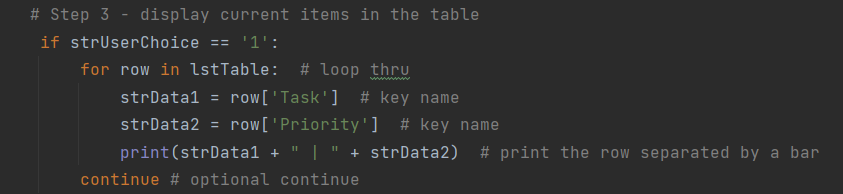 # Step 3 - display current items in the table
if strUserChoice == '1':
for row in lstTable:  # loop thru
strData1 = row['Task']  # key name
strData2 = row['Priority']  # key name
print(strData1 + " | " + strData2)  # print the row separated by a bar
continue # optional continue